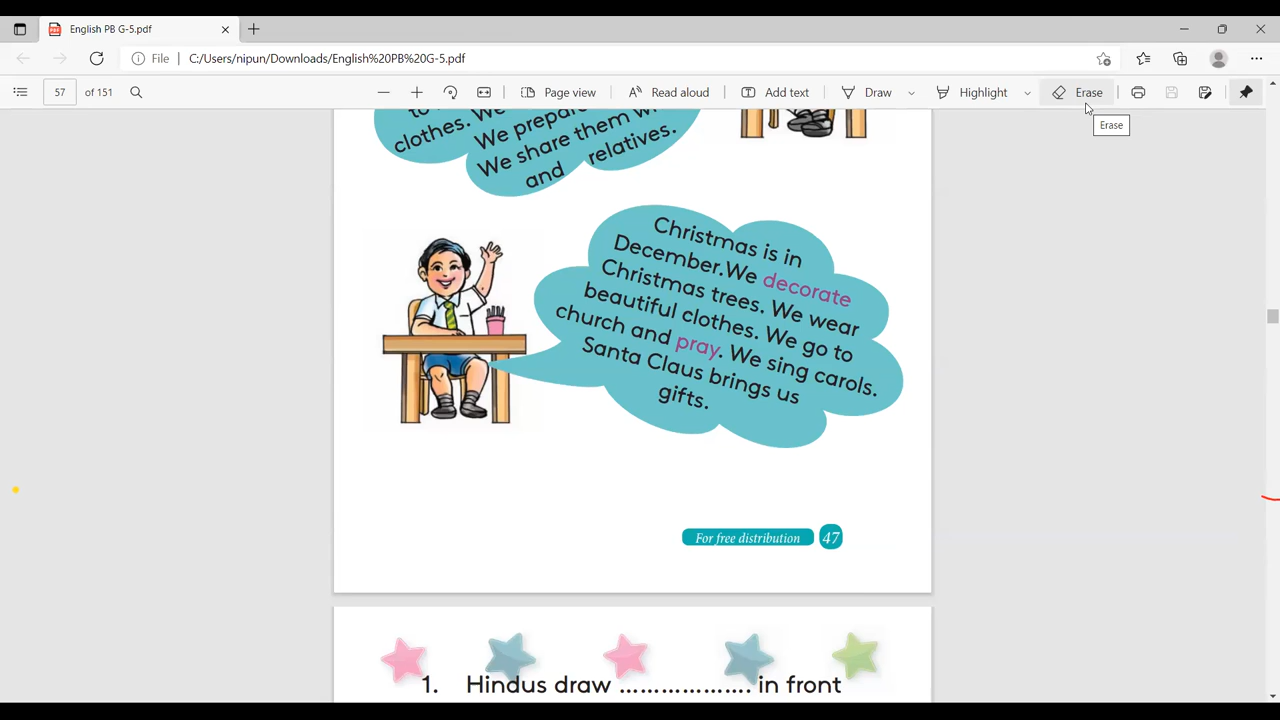 English PB G-5.pdf
File | C:/Users/nipun/Downloads/English%20PB%20G-5.pdf
57 of 151
Page view
Read aloud
Add text
Draw
Highlight
Erase
Erase
clothes. We
We prepar
We share them w
and relatives.
Christmas is in
December.We decorate
Christmas trees. We wear
beautiful clothes. We go to
church and pray. We sing carols.
Santa Claus brings us
gifts.
For free distribution 47
1. Hindus draw ................... in front